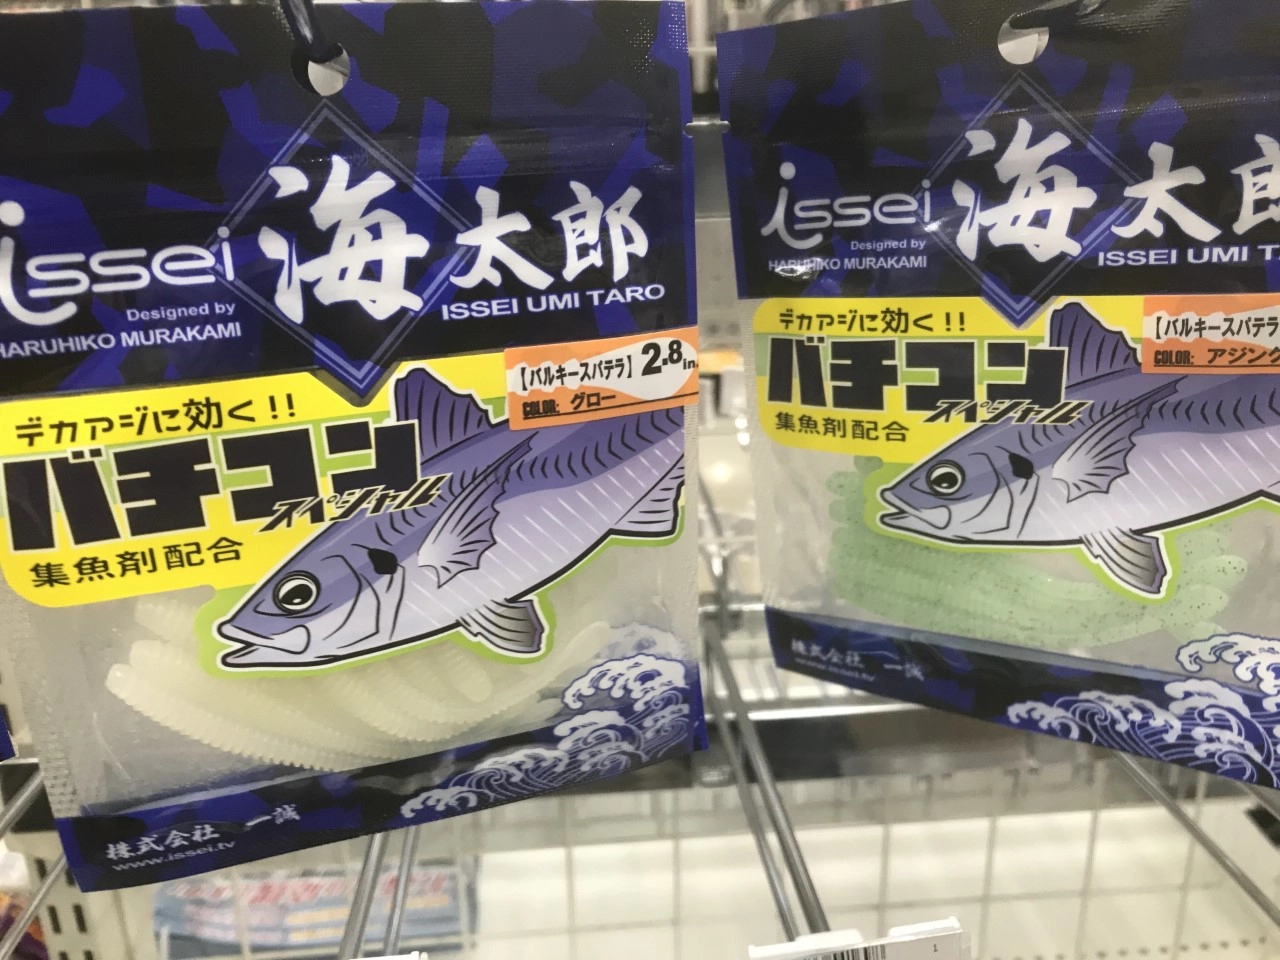 issei
海太郎
Designed by
HARUHIKO MURAKAMI
ISSEI UMI TARO
【バルキースパテラ】 2.8in.
COLOR: グロー
デカアジに効く!!
バチコン
スペシャル
集魚剤配合
株式会社 一誠
www.issei.tv
issei
海太郎
Designed by
HARUHIKO MURAKAMI
ISSEI UMI TA
【バルキースパテラ
COLOR: アジング
デカアジに効く!!
バチコン
スペシャル
集魚剤配合
株式会社 一誠
www.issei.tv
1